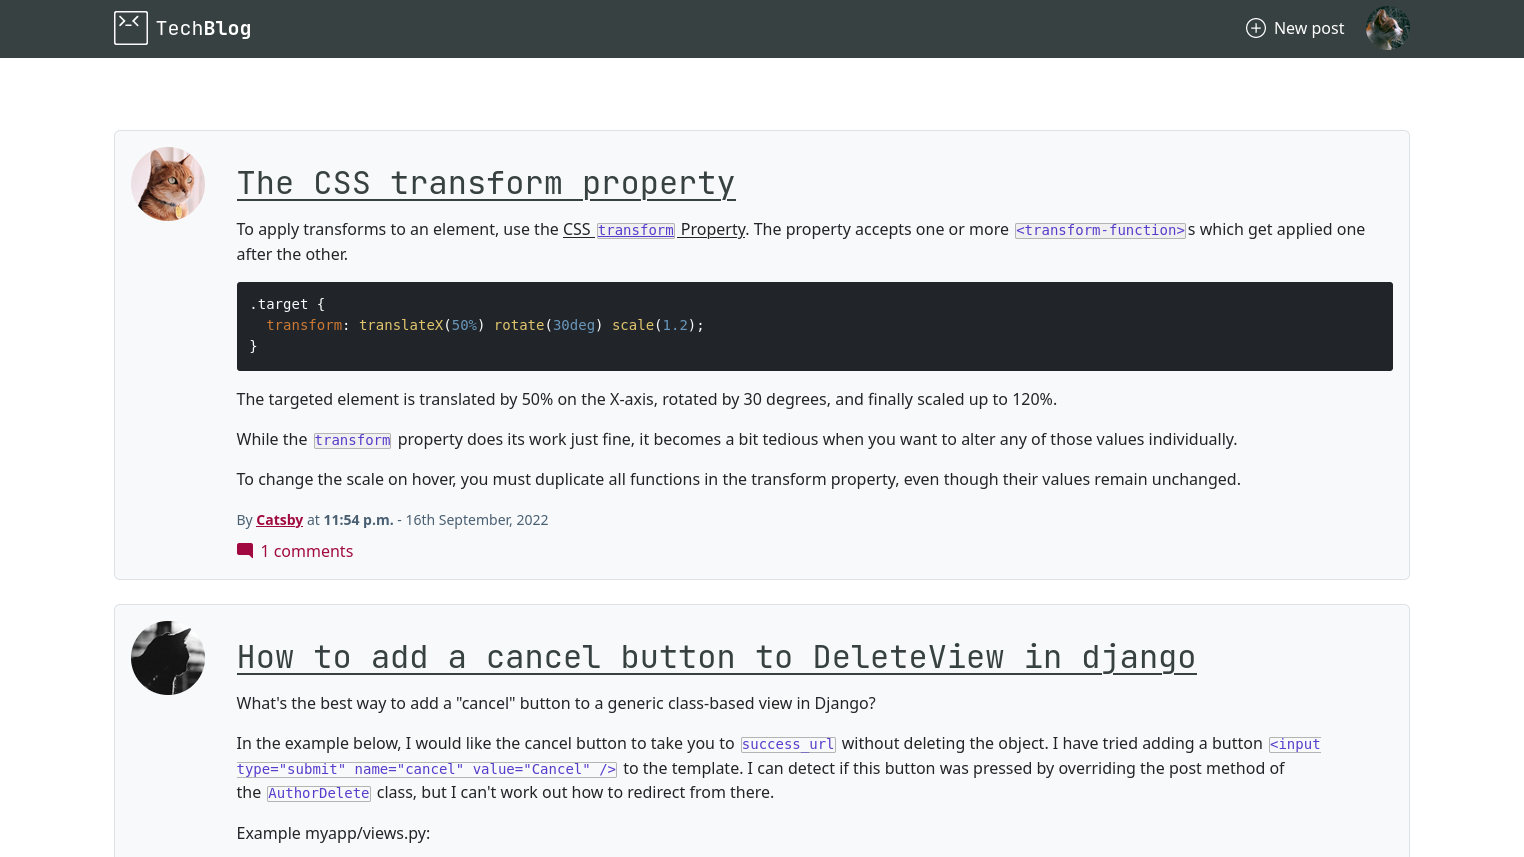 TechBlog
New post
The CSS transform property
To apply transforms to an element, use the CSS transform Property. The property accepts one or more <transform-function>s which get applied one
after the other.
.target {
  transform: translateX(50%) rotate(30deg) scale(1.2);
}
The targeted element is translated by 50% on the X-axis, rotated by 30 degrees, and finally scaled up to 120%.
While the transform property does its work just fine, it becomes a bit tedious when you want to alter any of those values individually.
To change the scale on hover, you must duplicate all functions in the transform property, even though their values remain unchanged.
By Catsby at 11:54 p.m. - 16th September, 2022
1 comments
How to add a cancel button to DeleteView in django
What's the best way to add a "cancel" button to a generic class-based view in Django?
In the example below, I would like the cancel button to take you to success_url without deleting the object. I have tried adding a button <input
type="submit" name="cancel" value="Cancel" /> to the template. I can detect if this button was pressed by overriding the post method of
the AuthorDelete class, but I can't work out how to redirect from there.
Example myapp/views.py: